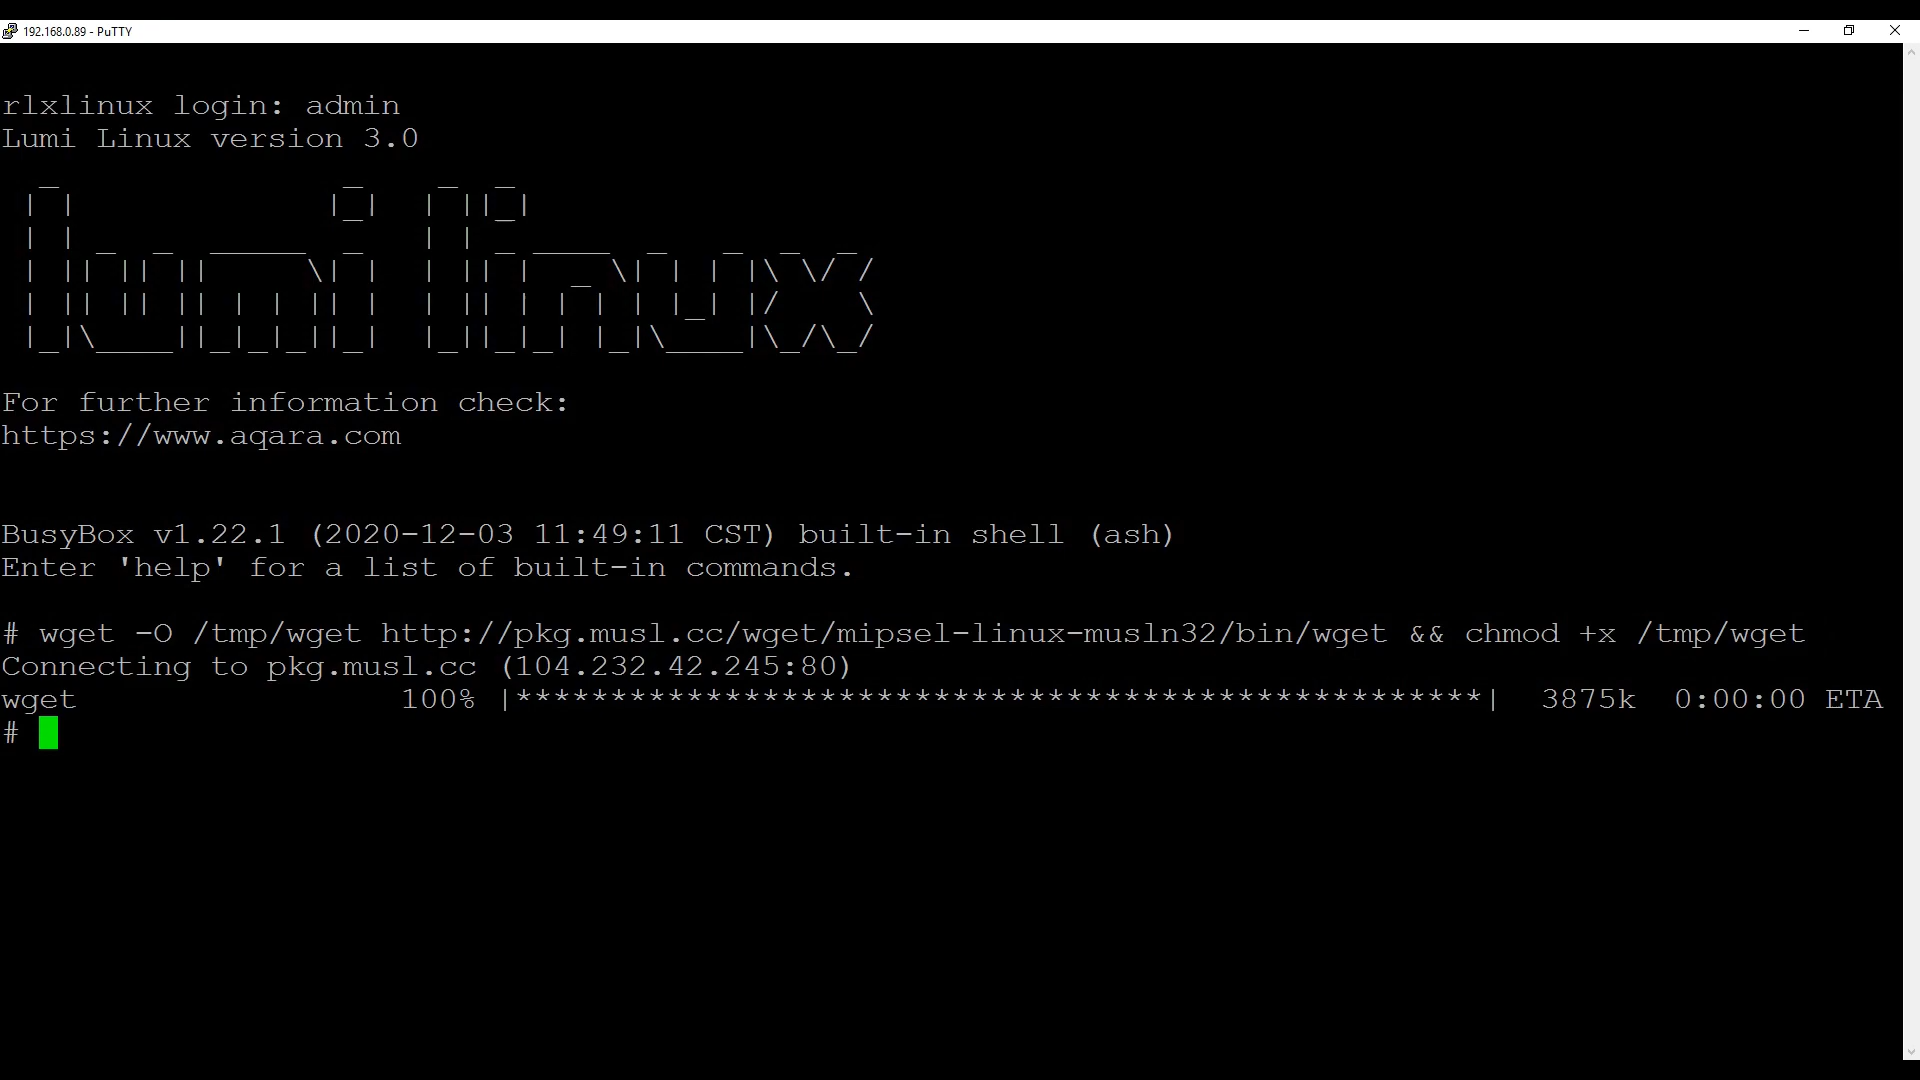 192.168.0.89 - PuTTY
rlxlinux login: admin
Lumi Linux version 3.0
lumi linux
For further information check:
https://www.aqara.com
BusyBox v1.22.1 (2020-12-03 11:49:11 CST) built-in shell (ash)
Enter 'help' for a list of built-in commands.
# wget -O /tmp/wget http://pkg.musl.cc/wget/mipsel-linux-musln32/bin/wget && chmod +x /tmp/wget
Connecting to pkg.musl.cc (104.232.42.245:80)
wget 100% |***************************************************| 3875k 0:00:00 ETA
#